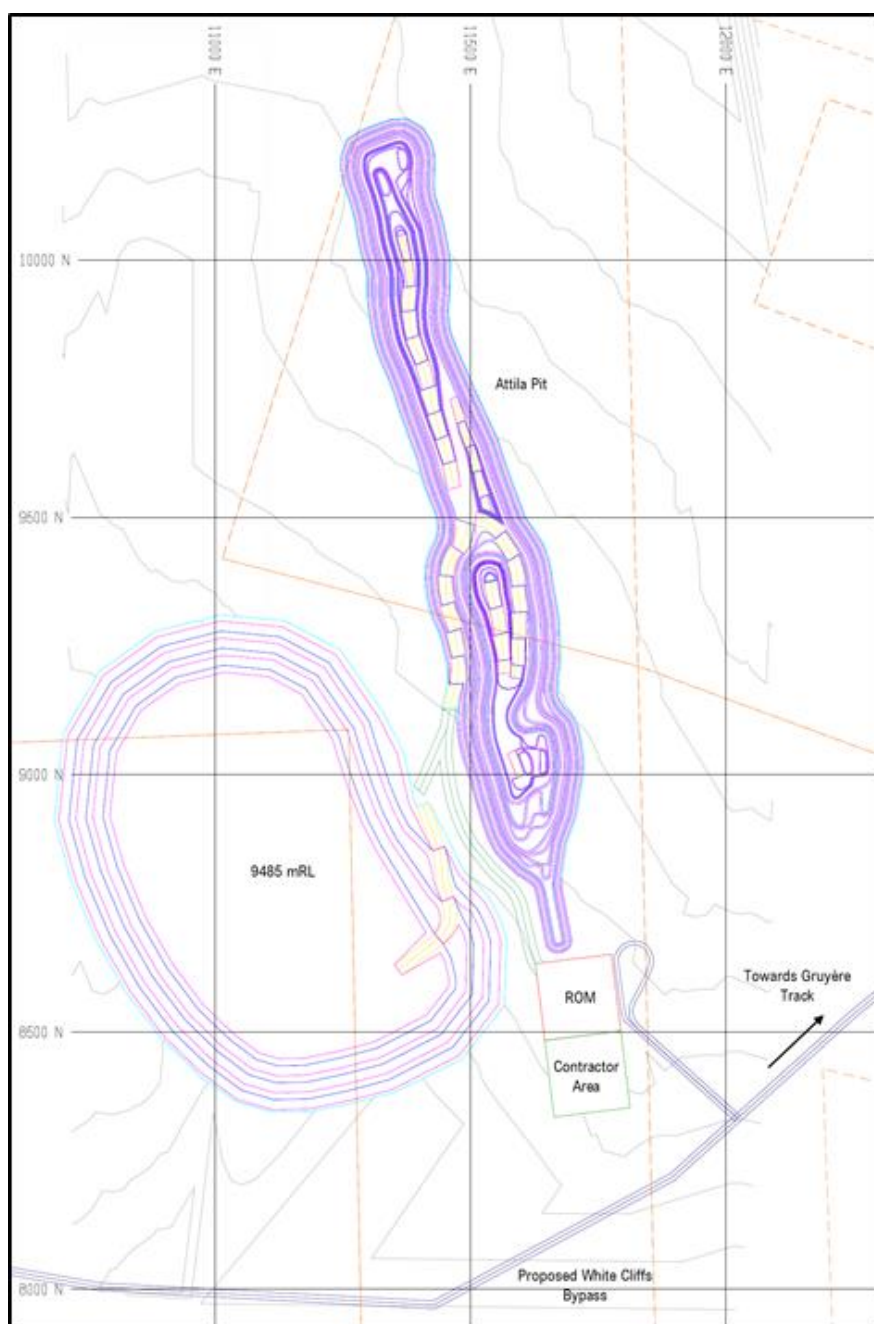 11000 E
11500 E
12000 E
10000 N
Attila Pit
9500 N
9000 N
9485 mRL
Towards Gruyère
Track
ROM
8500 N
Contractor
Area
Proposed White Cliffs
Bypass
8000 N